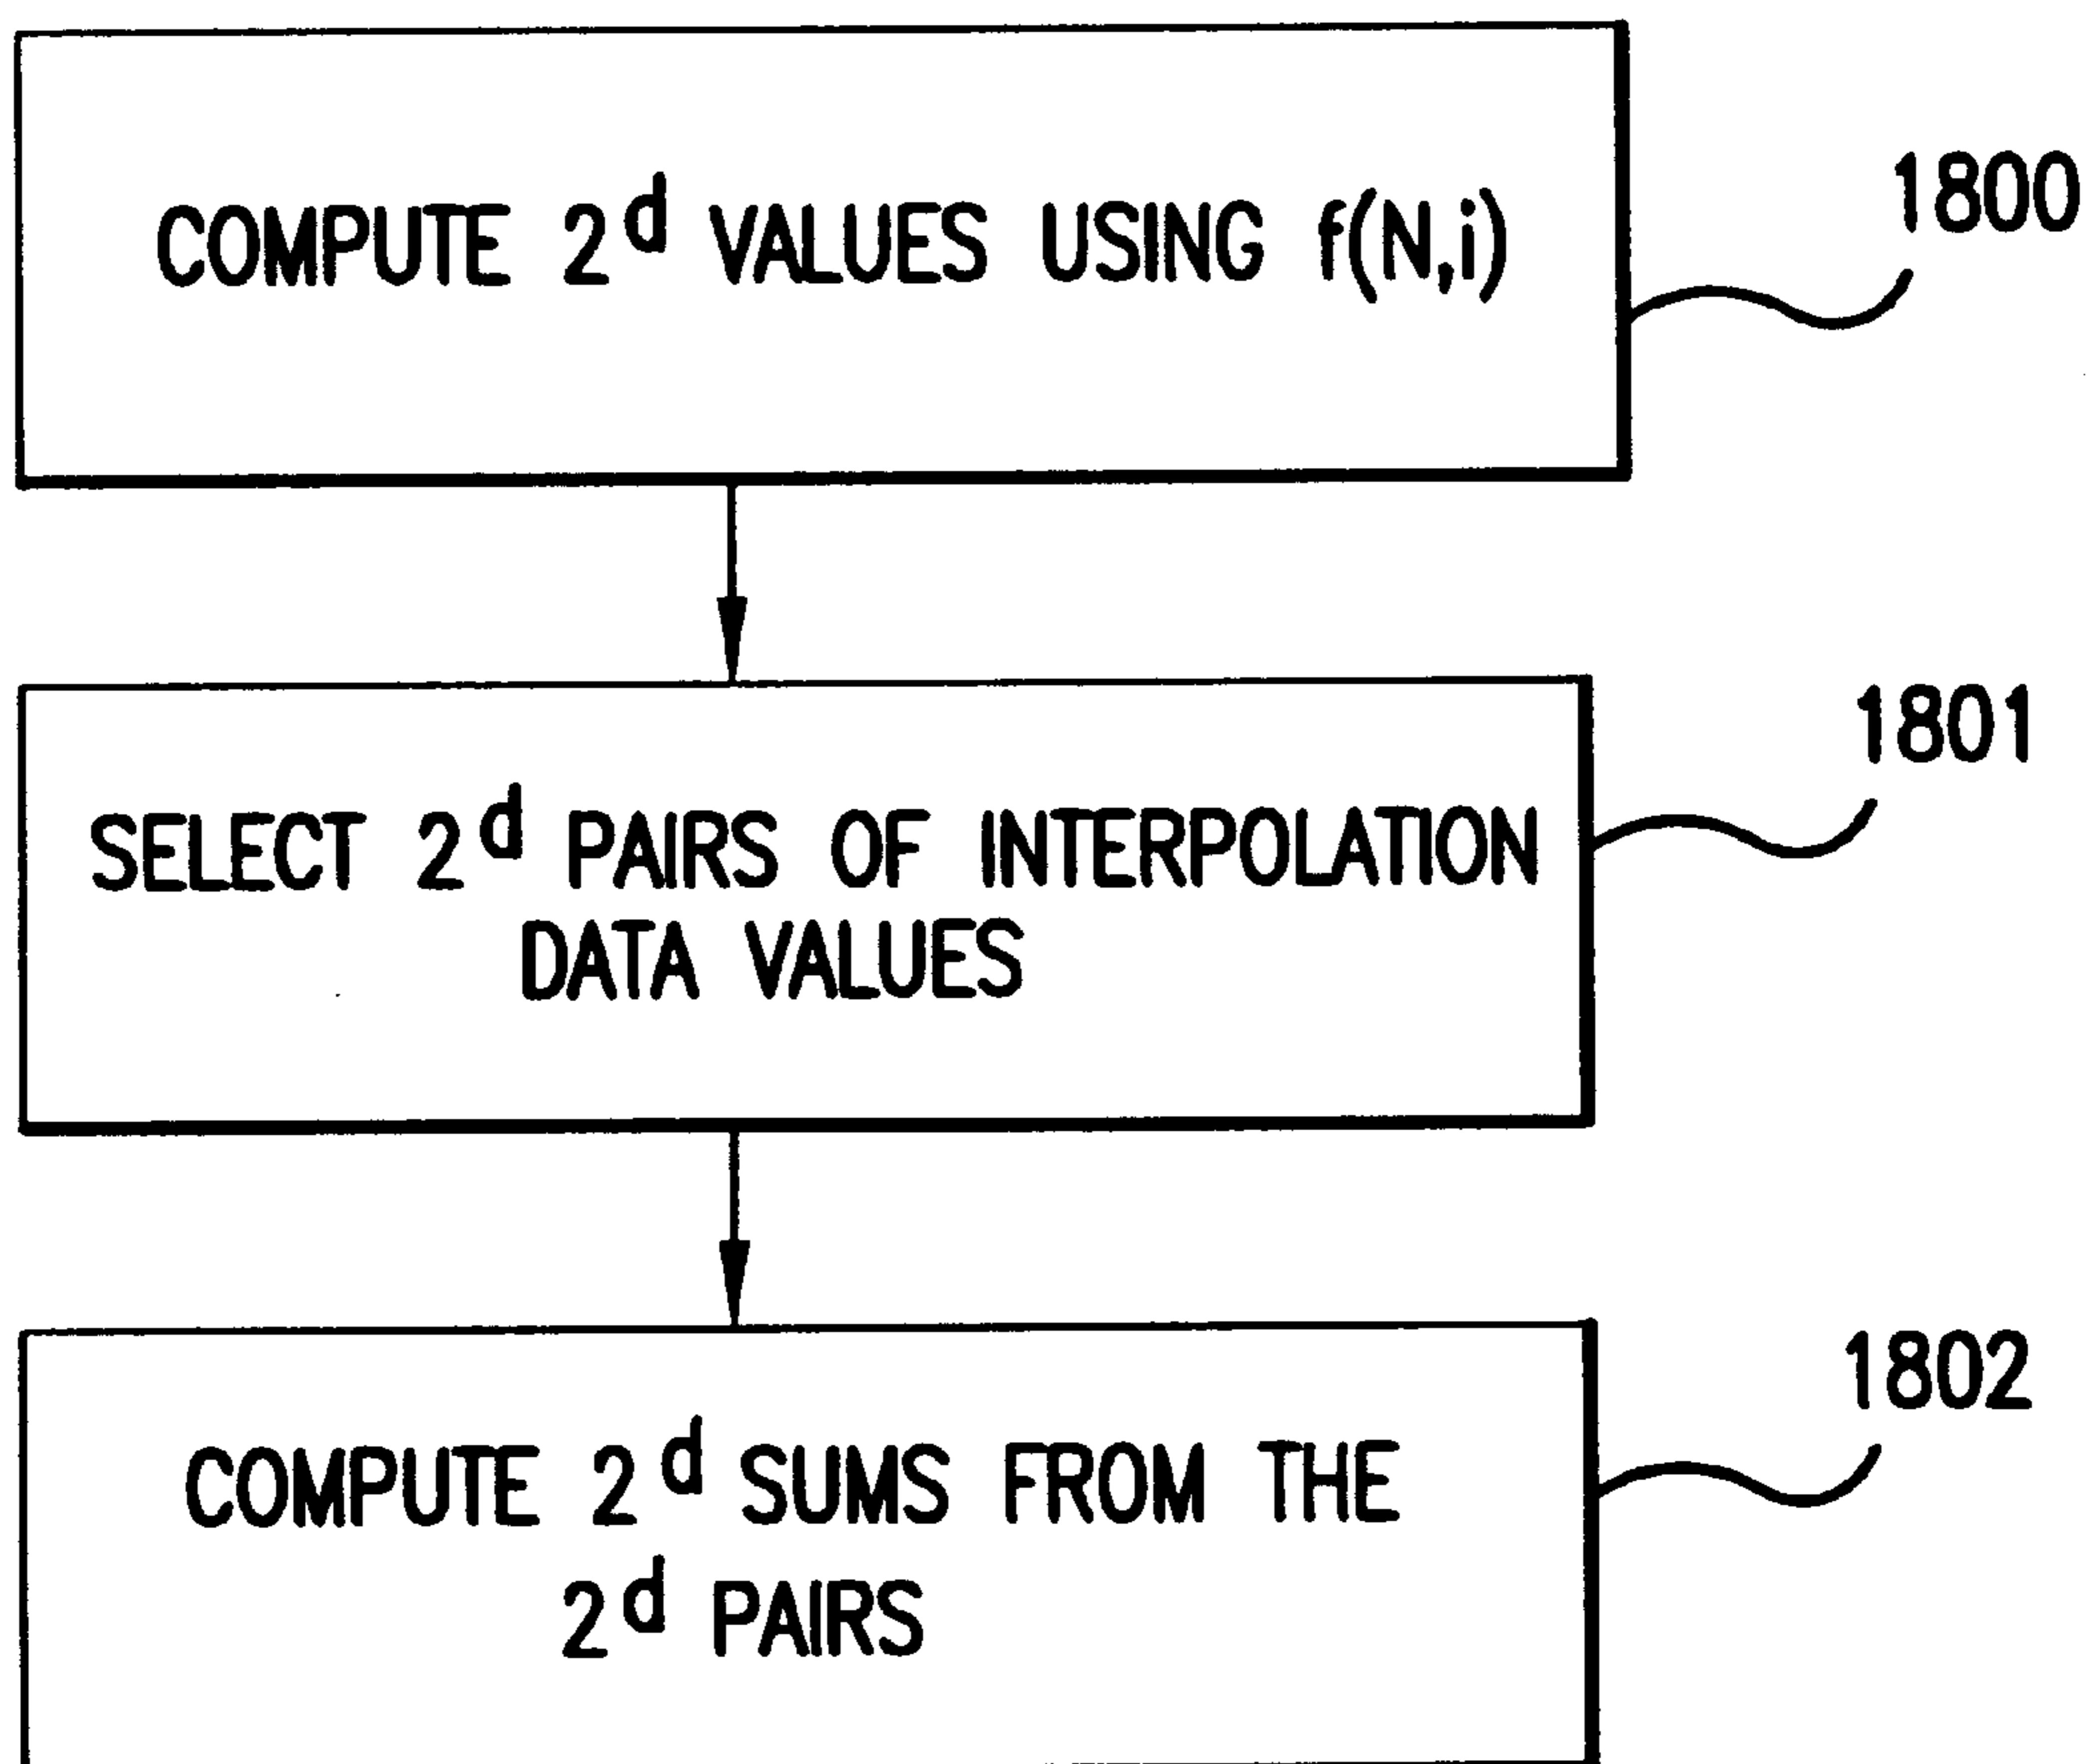 COMPUTE 2^d VALUES USING f(N,i)
1800
SELECT 2^d PAIRS OF INTERPOLATION
DATA VALUES
1801
COMPUTE 2^d SUMS FROM THE
2^d PAIRS
1802